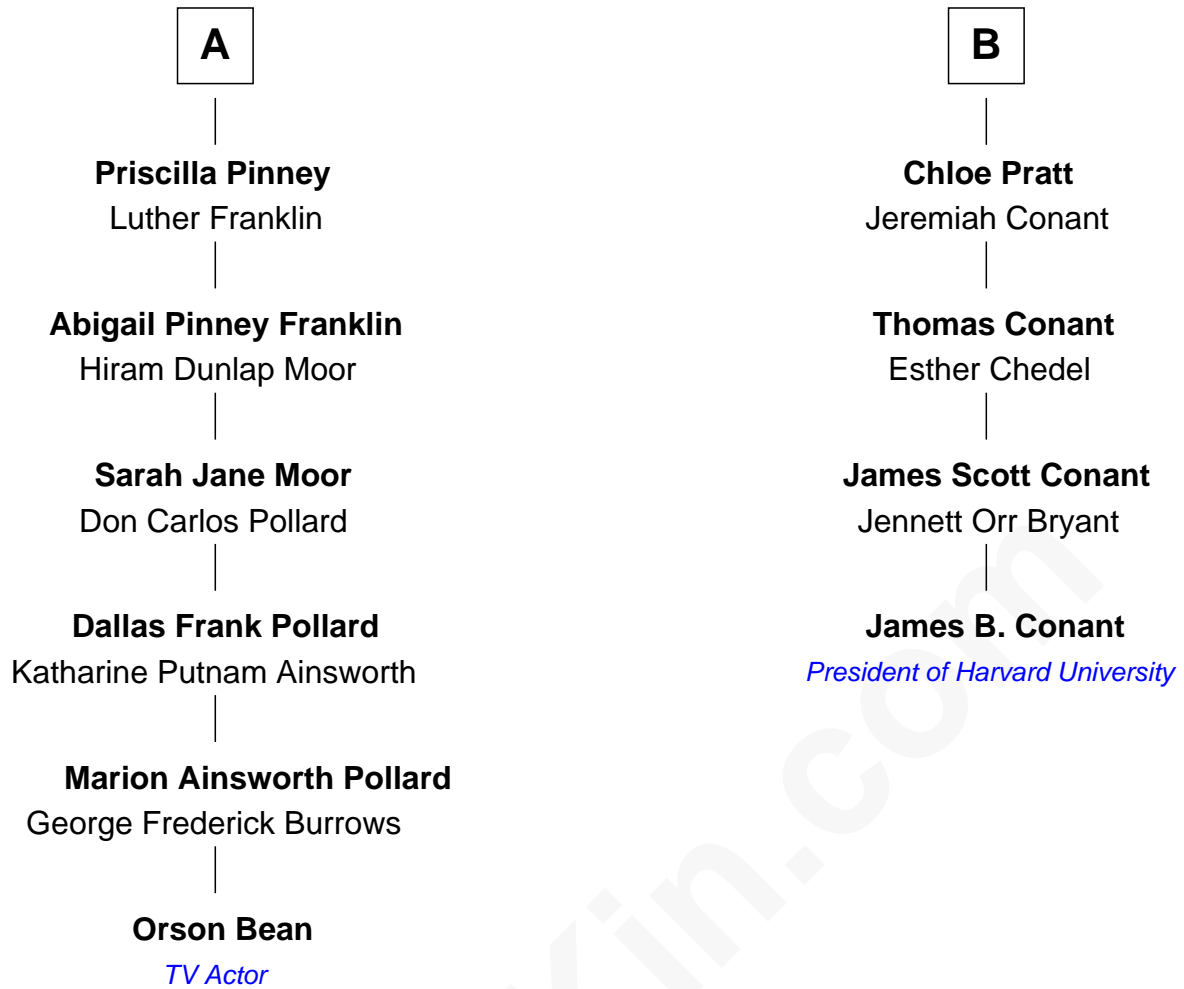 A
Priscilla Pinney
Luther Franklin
Abigail Pinney Franklin
Hiram Dunlap Moor
Sarah Jane Moor
Don Carlos Pollard
Dallas Frank Pollard
Katharine Putnam Ainsworth
Marion Ainsworth Pollard
George Frederick Burrows
Orson Bean
TV Actor
B
Chloe Pratt
Jeremiah Conant
Thomas Conant
Esther Chedel
James Scott Conant
Jennett Orr Bryant
James B. Conant
President of Harvard University
Kin.com